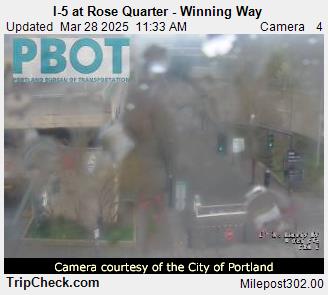 I-5 at Rose Quarter - Winning Way
Updated Mar 28 2025 11:33 AM Camera 4
PBOT
PORTLAND BUREAU OF TRANSPORTATION
Camera courtesy of the City of Portland
TripCheck.com Milepost302.00